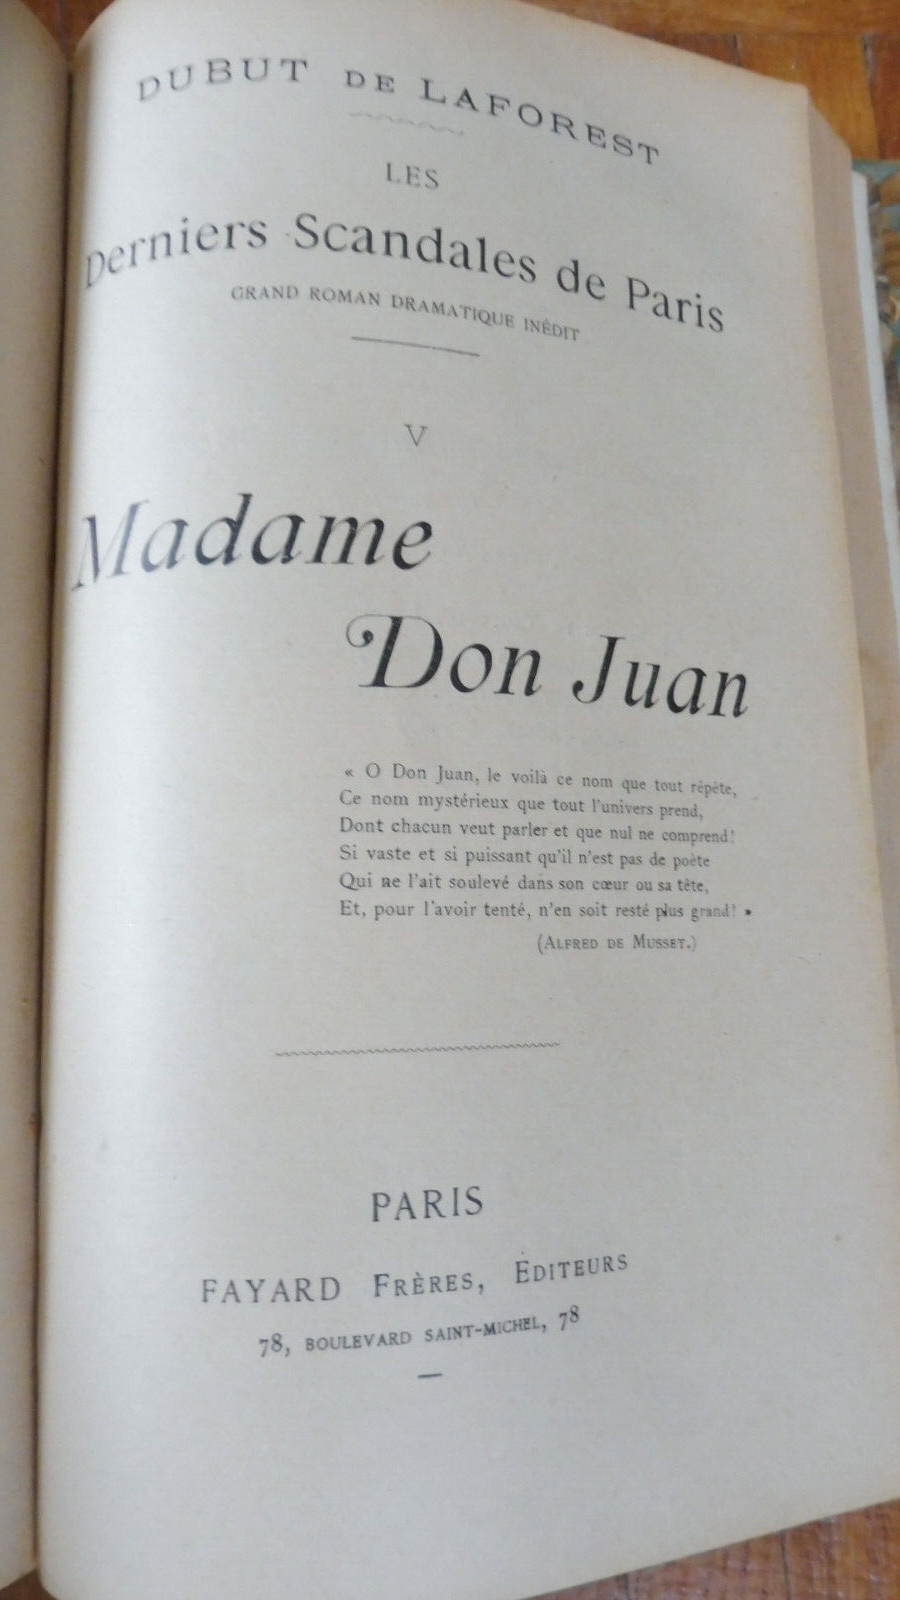 DUBUT DE LAFOREST
LES
Derniers Scandales de Paris
GRAND ROMAN DRAMATIQUE INÉDIT
V
Madame
Don Juan
« O Don Juan, le voilà ce nom que tout répète,
Ce nom mystérieux que tout l'univers prend,
Dont chacun veut parler et que nul ne comprend!
Si vaste et si puissant qu'il n'est pas de poète
Qui ne l'ait soulevé dans son cœur ou sa tête,
Et, pour l'avoir tenté, n'en soit resté plus grand! »
(ALFRED DE MUSSET.)
PARIS
FAYARD FRÈRES, ÉDITEURS
78, BOULEVARD SAINT-MICHEL, 78